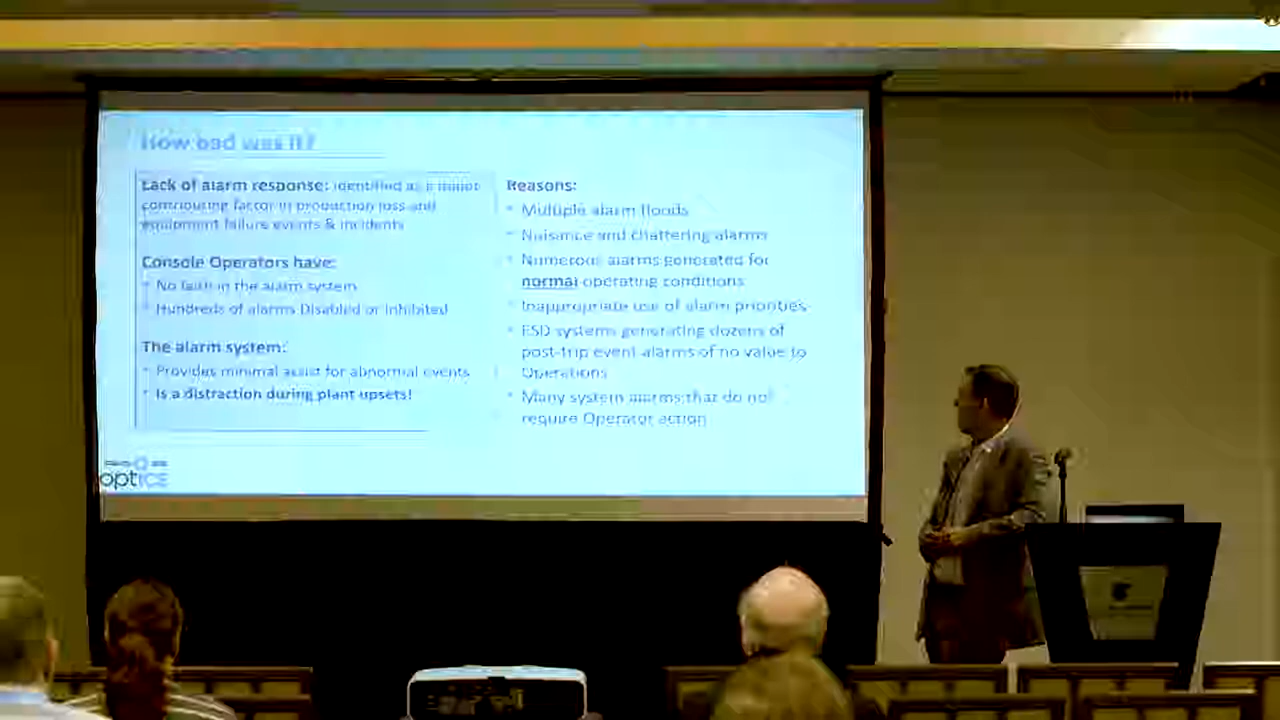 How bad was it?
Lack of alarm response: identified as a major
contributing factor in production loss and
equipment failure events & incidents
Console Operators have:
• No faith in the alarm system
• Hundreds of alarms Disabled or Inhibited
The alarm system:
• Provides minimal assist for abnormal events
• Is a distraction during plant upsets!
Reasons:
• Multiple alarm floods
• Nuisance and chattering alarms
• Numerous alarms generated for
normal operating conditions
• Inappropriate use of alarm priorities
• ESD systems generating dozens of
post-trip event alarms of no value to
Operations
• Many system alarms that do not
require Operator action
optICE